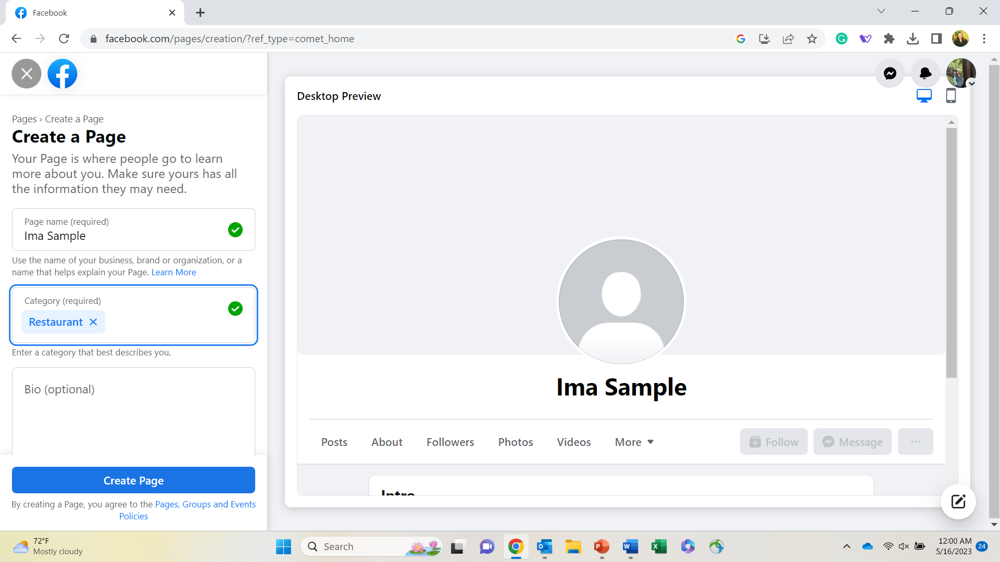 Facebook
facebook.com/pages/creation/?ref_type=comet_home
Pages › Create a Page
Create a Page
Your Page is where people go to learn
more about you. Make sure yours has all
the information they may need.
Page name (required)
Ima Sample
Use the name of your business, brand or organization, or a
name that helps explain your Page. Learn More
Category (required)
Restaurant
Enter a category that best describes you.
Bio (optional)
Create Page
By creating a Page, you agree to the Pages, Groups and Events
Policies
Desktop Preview
Ima Sample
Posts About Followers Photos Videos More Follow Message ...
Intro
72°F
Mostly cloudy
Search
12:00 AM
5/16/2023
24